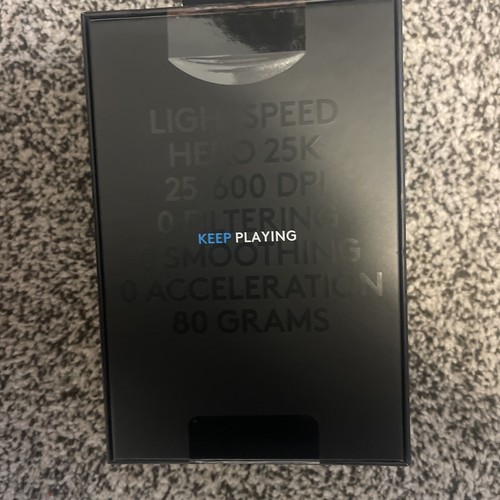 LIGHTSPEED
HERO 25K
25 600 DPI
0 FILTERING
KEEP PLAYING
0 SMOOTHING
0 ACCELERATION
80 GRAMS